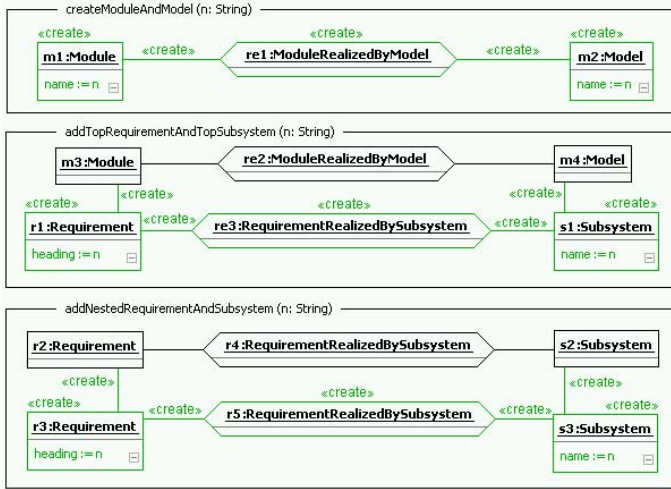 createModuleAndModel (n: String)
«create» «create» «create» «create» «create»
m1:Module re1:ModuleRealizedByModel m2:Model
name := n name := n
addTopRequirementAndTopSubsystem (n: String)
m3:Module re2:ModuleRealizedByModel m4:Model
«create» «create»
«create» «create» «create»
r1:Requirement «create» re3:RequirementRealizedBySubsystem «create» s1:Subsystem
heading := n name := n
addNestedRequirementAndSubsystem (n: String)
r2:Requirement r4:RequirementRealizedBySubsystem s2:Subsystem
«create» «create»
«create» «create» «create»
r3:Requirement «create» r5:RequirementRealizedBySubsystem «create» s3:Subsystem
heading := n name := n